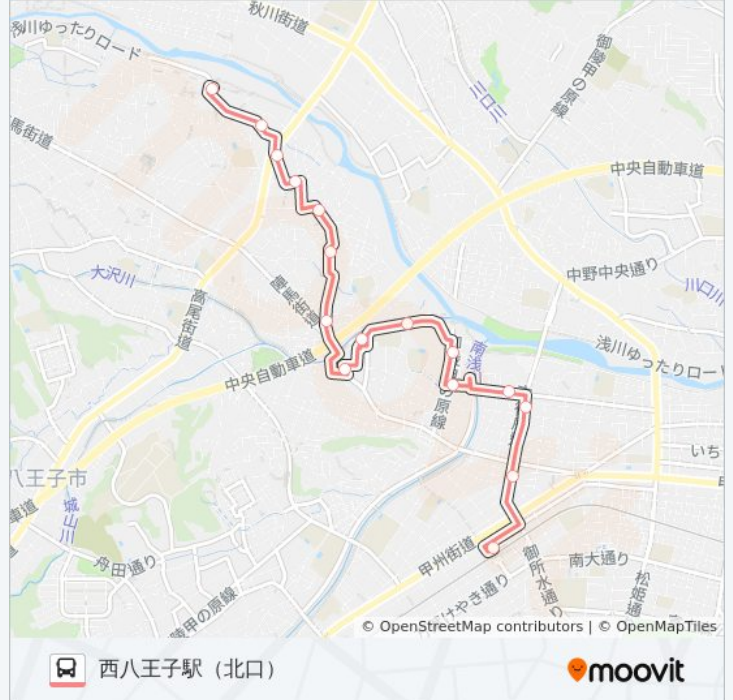 秋川街道
川ゆったりロード
御陵甲の原線
三口三
馬街道
中央自動車道
大沢川
陣馬街道
中野中央通り
高尾街道
川口川
南浅
浅川ゆったりロー
中央自動車道
の原線
いち
八王子市
車道
城山川
甲州街道
舟田通り
御所水通り
南大通り
松姫通
けやき通り
陵甲の原線
© OpenStreetMap contributors | © OpenMapTiles
西八王子駅（北口）
moovit